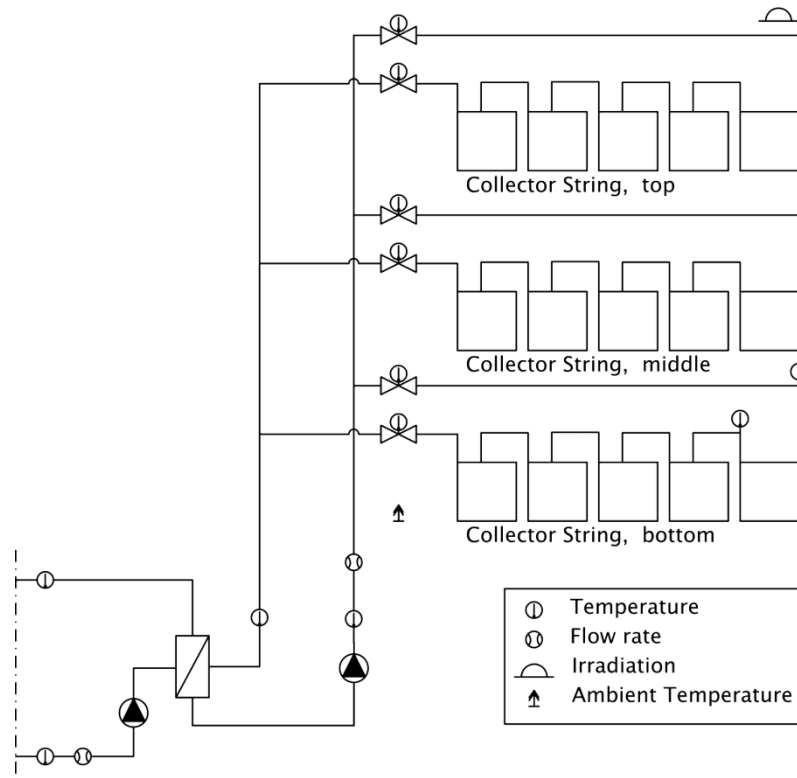 Collector String, top
Collector String, middle
Collector String, bottom
Temperature
Flow rate
Irradiation
Ambient Temperature